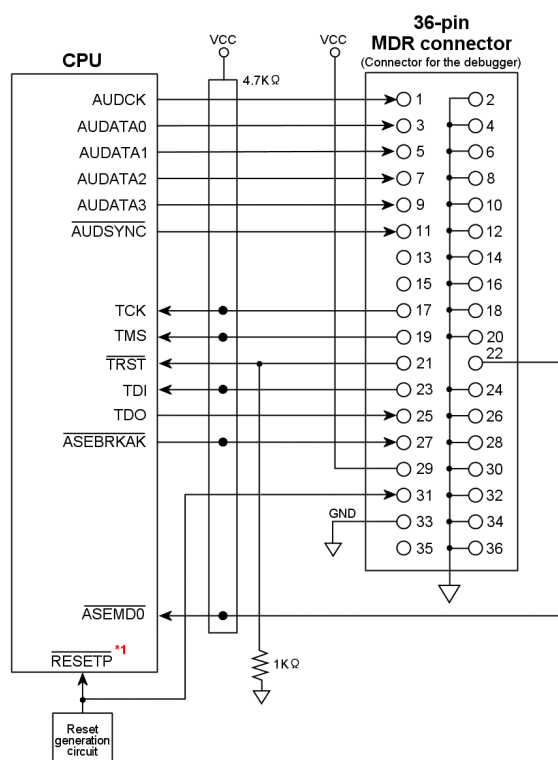 36-pin
MDR connector
(Connector for the debugger)
CPU
VCC
VCC
4.7KΩ
AUDCK
1
2
AUDATA0
3
4
AUDATA1
5
6
AUDATA2
7
8
AUDATA3
9
10
AUDSYNC
11
12
13
14
15
16
TCK
17
18
TMS
19
20
TRST
21
22
TDI
23
24
TDO
25
26
ASEBRKAK
27
28
29
30
31
32
GND
33
34
35
36
ASEMD0
RESETP *1
1KΩ
Reset
generation
circuit